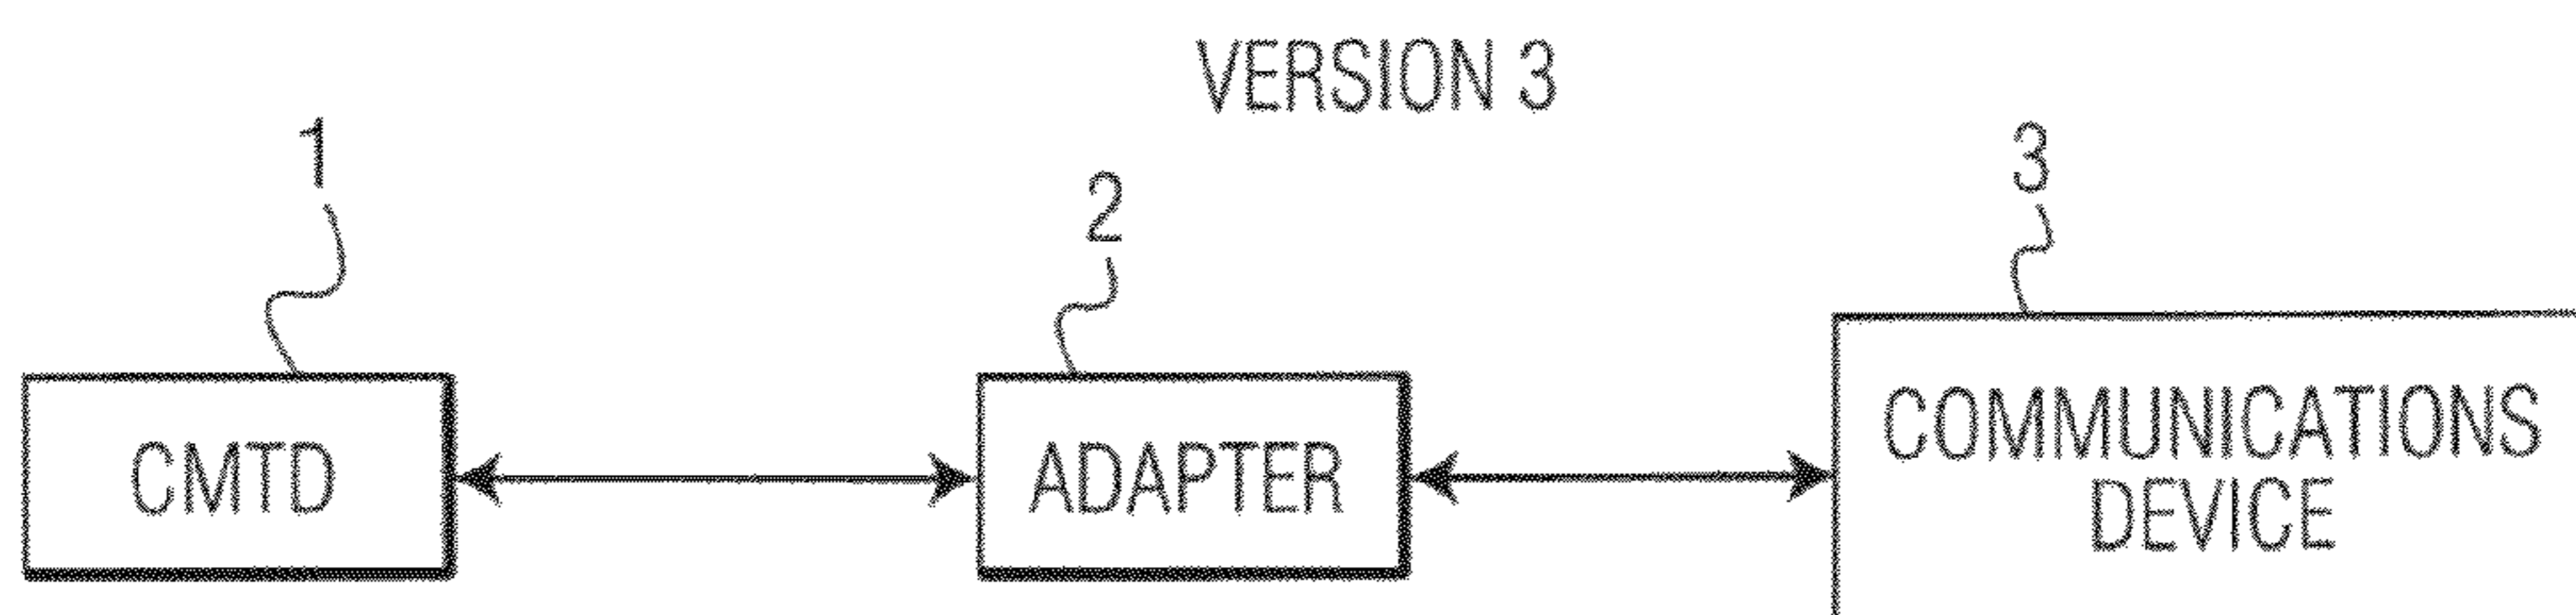 VERSION 3
1
2
3
CMTD
ADAPTER
COMMUNICATIONS
DEVICE